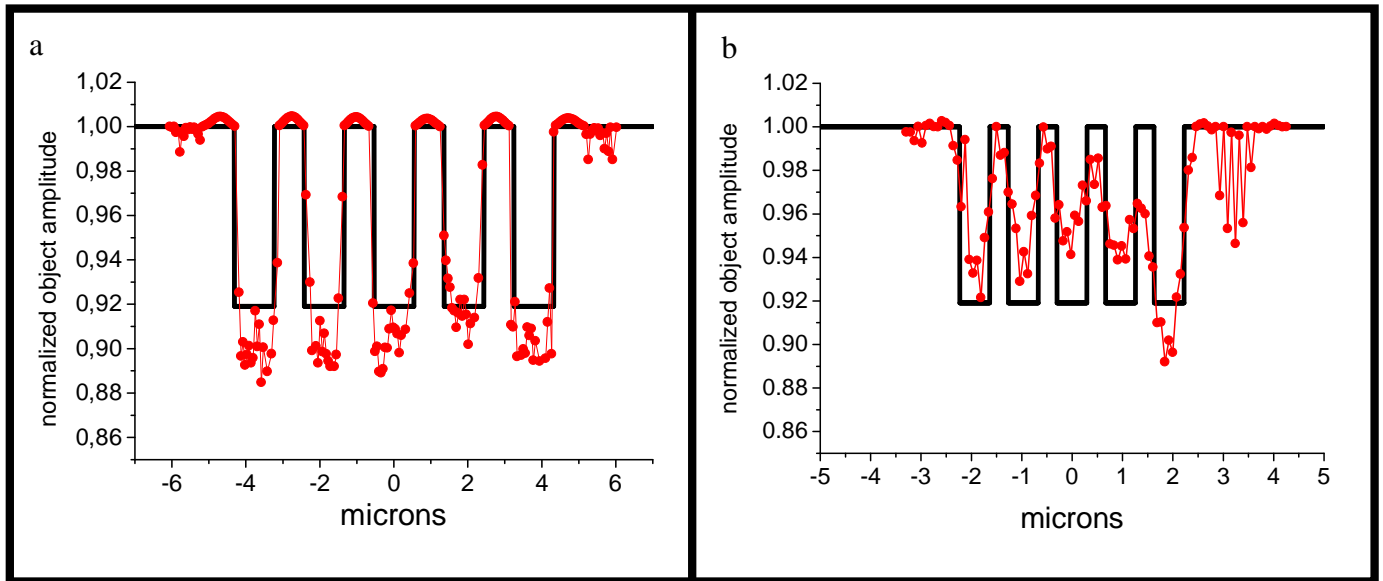 a
1,02
1.00
0,98
0,96
0,94
0,92
0,90
0,88
0,86
normalized object amplitude
-6 -4 -2 0 2 4 6
microns
b
1.02
1.00
0.98
0.96
0.94
0.92
0.90
0.88
0.86
normalized object amplitude
-5 -4 -3 -2 -1 0 1 2 3 4 5
microns